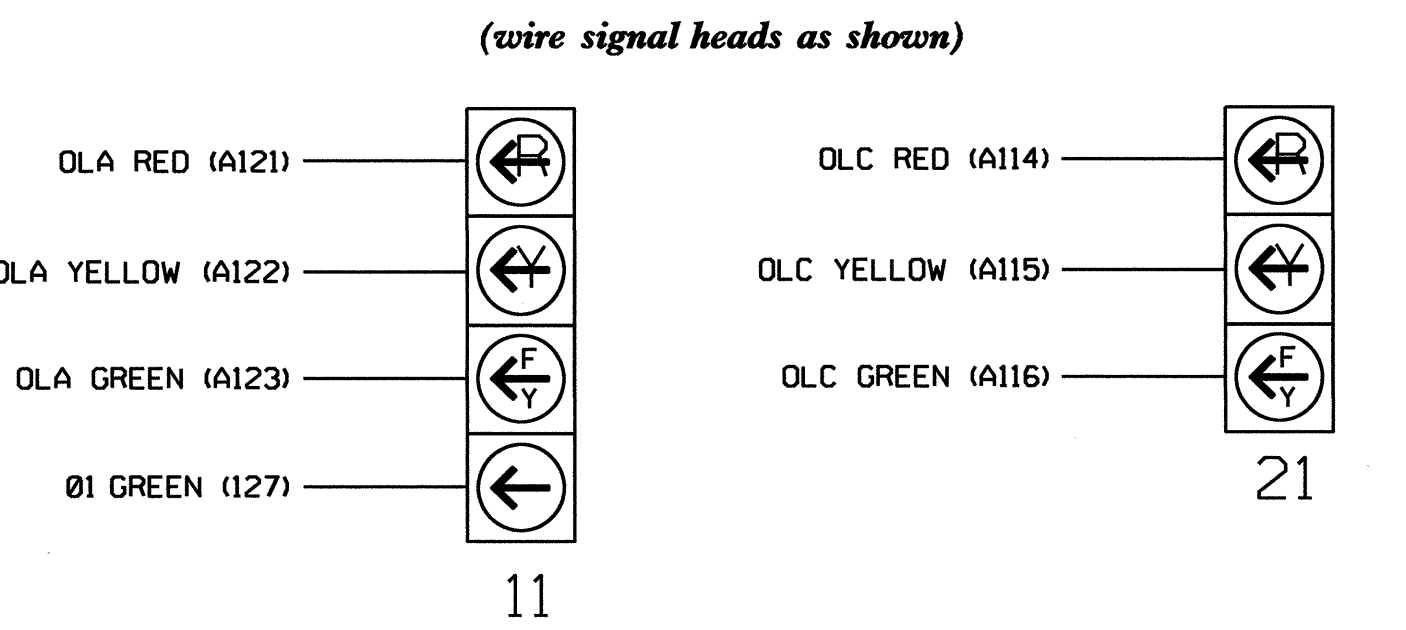 (wire signal heads as shown)
OLA RED (A121)
R
OLA YELLOW (A122)
Y
OLA GREEN (A123)
F
Y
Ø1 GREEN (127)
11
OLC RED (A114)
R
OLC YELLOW (A115)
Y
OLC GREEN (A116)
F
Y
21